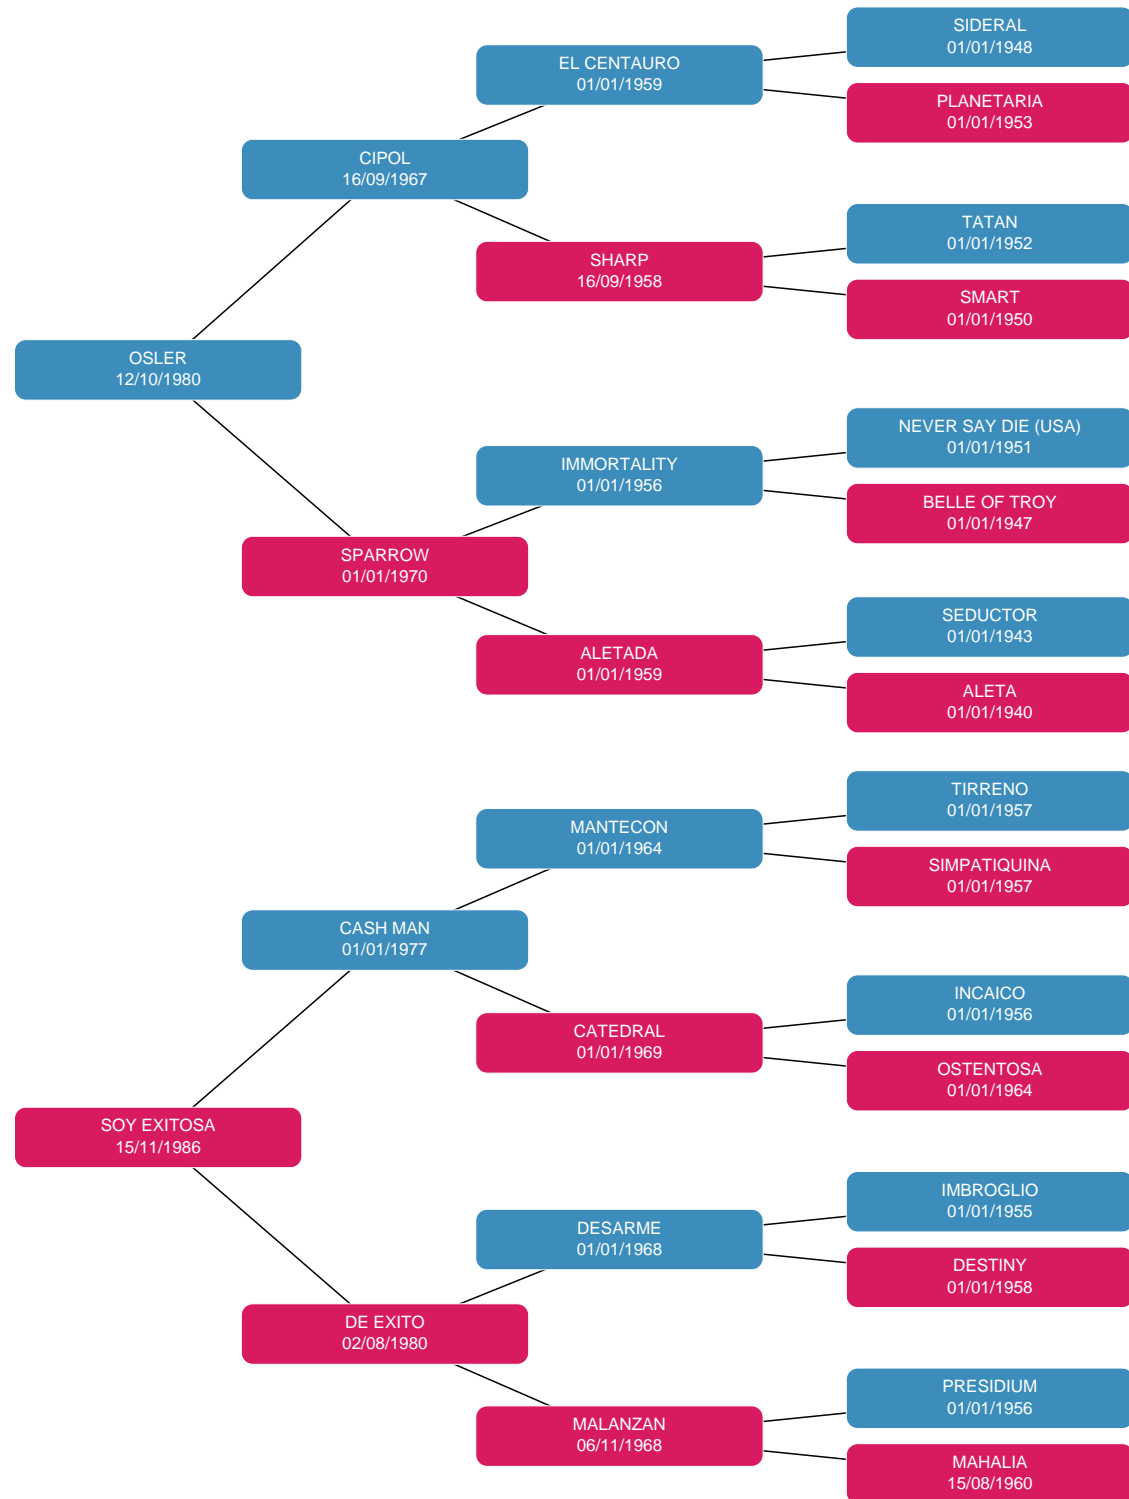 SIDERAL
01/01/1948
EL CENTAURO
01/01/1959
PLANETARIA
01/01/1953
CIPOL
16/09/1967
TATAN
01/01/1952
SHARP
16/09/1958
SMART
01/01/1950
OSLER
12/10/1980
NEVER SAY DIE (USA)
01/01/1951
IMMORTALITY
01/01/1956
BELLE OF TROY
01/01/1947
SPARROW
01/01/1970
SEDUCTOR
01/01/1943
ALETADA
01/01/1959
ALETA
01/01/1940
TIRRENO
01/01/1957
MANTECON
01/01/1964
SIMPATIQUINA
01/01/1957
CASH MAN
01/01/1977
INCAICO
01/01/1956
CATEDRAL
01/01/1969
OSTENTOSA
01/01/1964
SOY EXITOSA
15/11/1986
IMBROGLIO
01/01/1955
DESARME
01/01/1968
DESTINY
01/01/1958
DE EXITO
02/08/1980
PRESIDIUM
01/01/1956
MALANZAN
06/11/1968
MAHALIA
15/08/1960